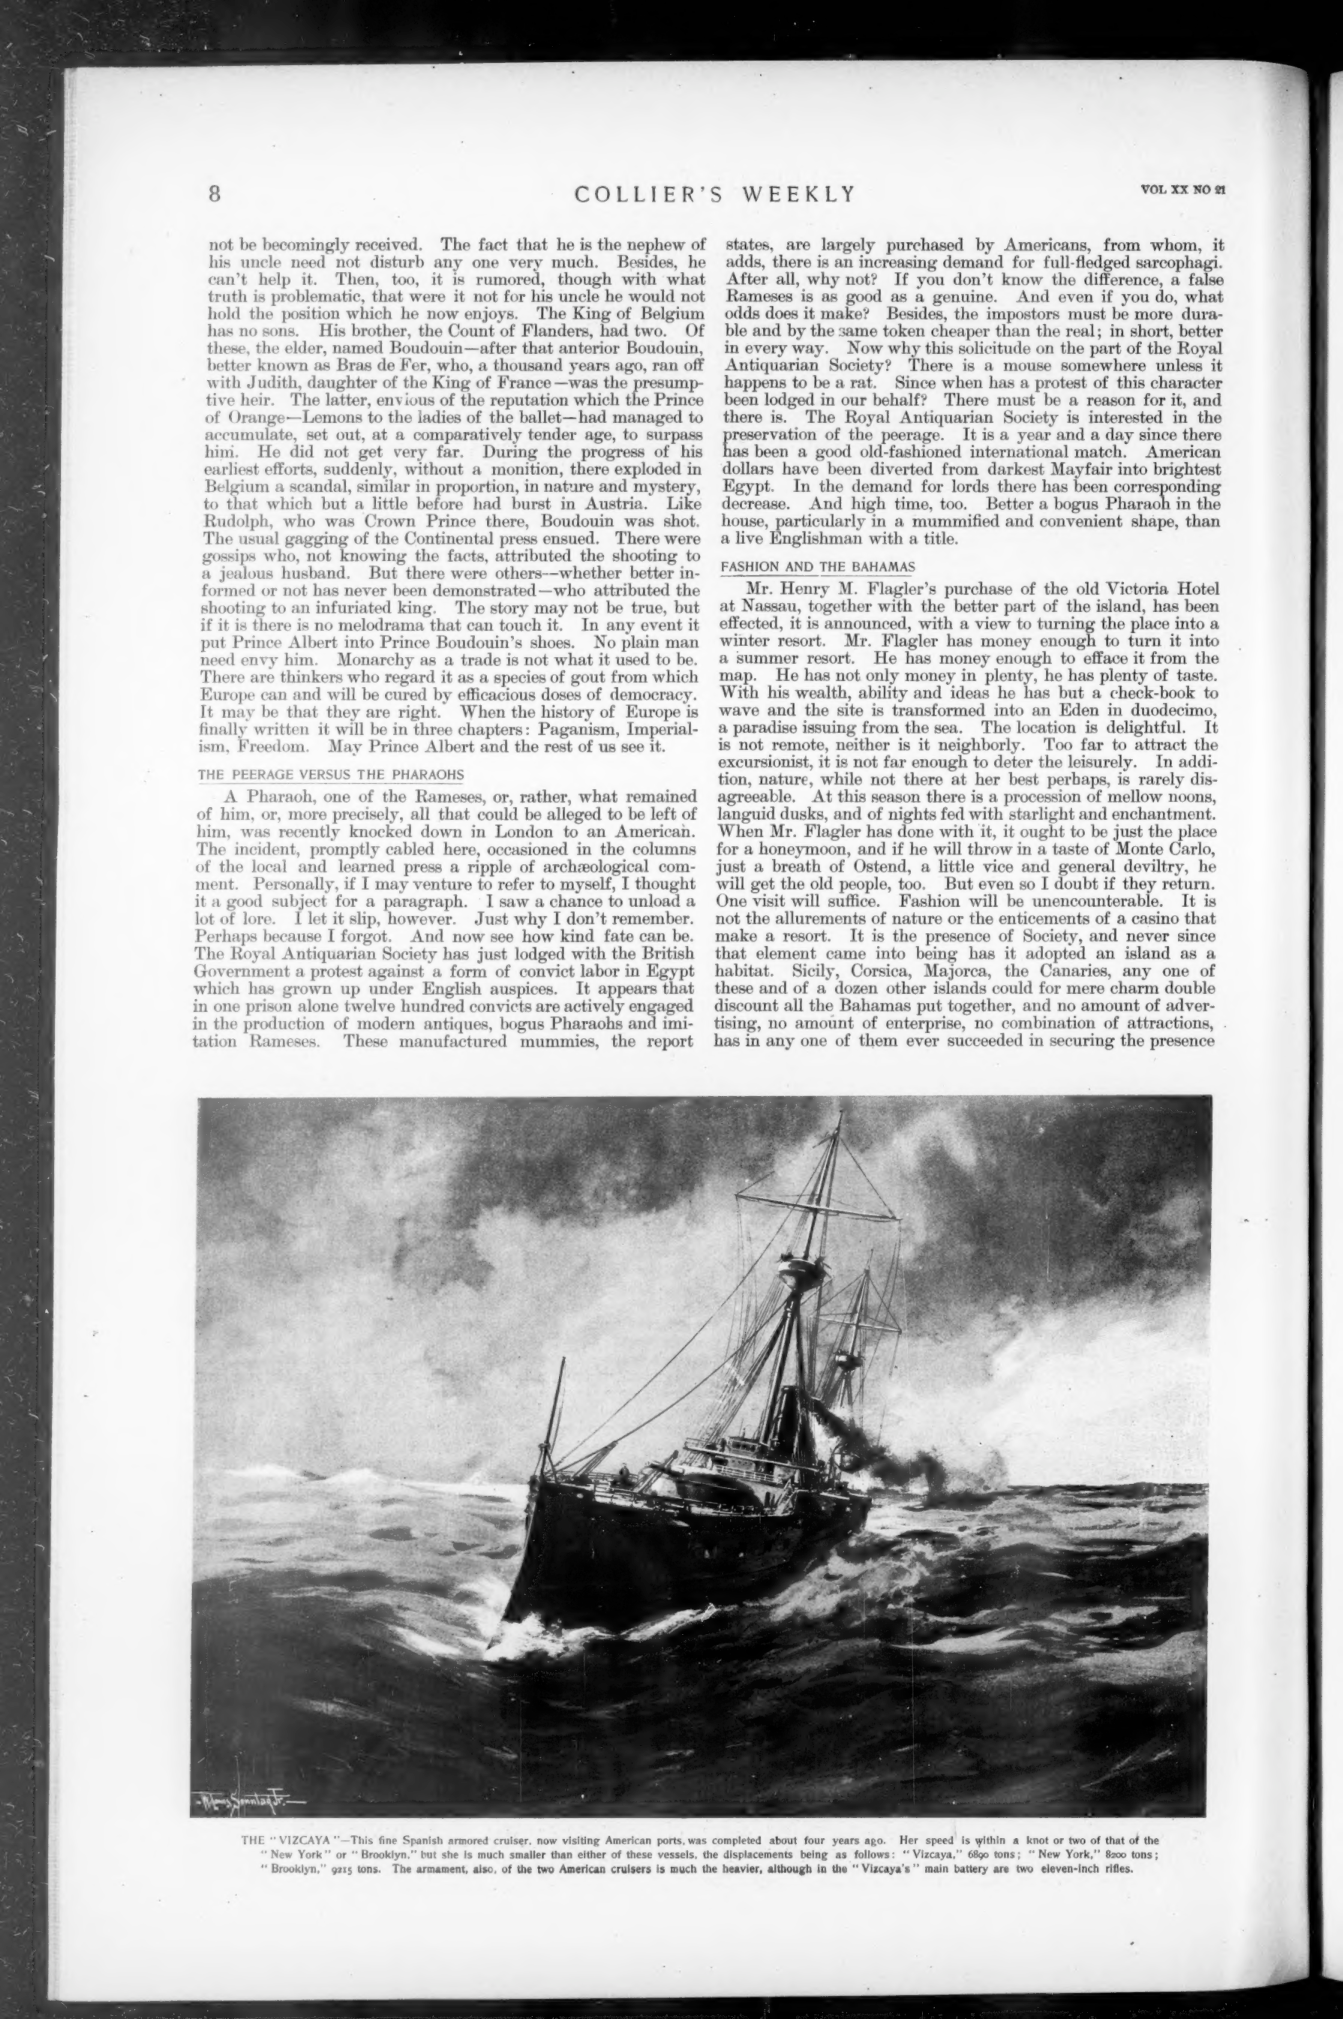 8
COLLIER'S WEEKLY
VOL XX NO 21
not be becomingly received. The fact that he is the nephew of
his uncle need not disturb any one very much. Besides, he
can't help it. Then, too, it is rumored, though with what
truth is problematic, that were it not for his uncle he would not
hold the position which he now enjoys. The King of Belgium
has no sons. His brother, the Count of Flanders, had two. Of
these, the elder, named Boudouin—after that anterior Boudouin,
better known as Bras de Fer, who, a thousand years ago, ran off
with Judith, daughter of the King of France—was the presump-
tive heir. The latter, envious of the reputation which the Prince
of Orange—Lemons to the ladies of the ballet—had managed to
accumulate, set out, at a comparatively tender age, to surpass
him. He did not get very far. During the progress of his
earliest efforts, suddenly, without a monition, there exploded in
Belgium a scandal, similar in proportion, in nature and mystery,
to that which but a little before had burst in Austria. Like
Rudolph, who was Crown Prince there, Boudouin was shot.
The usual gagging of the Continental press ensued. There were
gossips who, not knowing the facts, attributed the shooting to
a jealous husband. But there were others—whether better in-
formed or not has never been demonstrated—who attributed the
shooting to an infuriated king. The story may not be true, but
if it is there is no melodrama that can touch it. In any event it
put Prince Albert into Prince Boudouin's shoes. No plain man
need envy him. Monarchy as a trade is not what it used to be.
There are thinkers who regard it as a species of gout from which
Europe can and will be cured by efficacious doses of democracy.
It may be that they are right. When the history of Europe is
finally written it will be in three chapters: Paganism, Imperial-
ism, Freedom. May Prince Albert and the rest of us see it.
THE PEERAGE VERSUS THE PHARAOHS
A Pharaoh, one of the Rameses, or, rather, what remained
of him, or, more precisely, all that could be alleged to be left of
him, was recently knocked down in London to an American.
The incident, promptly cabled here, occasioned in the columns
of the local and learned press a ripple of archæological com-
ment. Personally, if I may venture to refer to myself, I thought
it a good subject for a paragraph. I saw a chance to unload a
lot of lore. I let it slip, however. Just why I don't remember.
Perhaps because I forgot. And now see how kind fate can be.
The Royal Antiquarian Society has just lodged with the British
Government a protest against a form of convict labor in Egypt
which has grown up under English auspices. It appears that
in one prison alone twelve hundred convicts are actively engaged
in the production of modern antiques, bogus Pharaohs and imi-
tation Rameses. These manufactured mummies, the report
states, are largely purchased by Americans, from whom, it
adds, there is an increasing demand for full-fledged sarcophagi.
After all, why not? If you don't know the difference, a false
Rameses is as good as a genuine. And even if you do, what
odds does it make? Besides, the impostors must be more dura-
ble and by the same token cheaper than the real; in short, better
in every way. Now why this solicitude on the part of the Royal
Antiquarian Society? There is a mouse somewhere unless it
happens to be a rat. Since when has a protest of this character
been lodged in our behalf? There must be a reason for it, and
there is. The Royal Antiquarian Society is interested in the
preservation of the peerage. It is a year and a day since there
has been a good old-fashioned international match. American
dollars have been diverted from darkest Mayfair into brightest
Egypt. In the demand for lords there has been corresponding
decrease. And high time, too. Better a bogus Pharaoh in the
house, particularly in a mummified and convenient shape, than
a live Englishman with a title.
FASHION AND THE BAHAMAS
Mr. Henry M. Flagler's purchase of the old Victoria Hotel
at Nassau, together with the better part of the island, has been
effected, it is announced, with a view to turning the place into a
winter resort. Mr. Flagler has money enough to turn it into
a summer resort. He has money enough to efface it from the
map. He has not only money in plenty, he has plenty of taste.
With his wealth, ability and ideas he has but a check-book to
wave and the site is transformed into an Eden in duodecimo,
a paradise issuing from the sea. The location is delightful. It
is not remote, neither is it neighborly. Too far to attract the
excursionist, it is not far enough to deter the leisurely. In addi-
tion, nature, while not there at her best perhaps, is rarely dis-
agreeable. At this season there is a procession of mellow noons,
languid dusks, and of nights fed with starlight and enchantment.
When Mr. Flagler has done with it, it ought to be just the place
for a honeymoon, and if he will throw in a taste of Monte Carlo,
just a breath of Ostend, a little vice and general deviltry, he
will get the old people, too. But even so I doubt if they return.
One visit will suffice. Fashion will be unencounterable. It is
not the allurements of nature or the enticements of a casino that
make a resort. It is the presence of Society, and never since
that element came into being has it adopted an island as a
habitat. Sicily, Corsica, Majorca, the Canaries, any one of
these and of a dozen other islands could for mere charm double
discount all the Bahamas put together, and no amount of adver-
tising, no amount of enterprise, no combination of attractions,
has in any one of them ever succeeded in securing the presence
Sonntag Jr.
THE "VIZCAYA"—This fine Spanish armored cruiser, now visiting American ports, was completed about four years ago. Her speed is within a knot or two of that of the
"New York" or "Brooklyn," but she is much smaller than either of these vessels, the displacements being as follows: "Vizcaya," 6890 tons; "New York," 8200 tons;
"Brooklyn," 9215 tons. The armament, also, of the two American cruisers is much the heavier, although in the "Vizcaya's" main battery are two eleven-inch rifles.